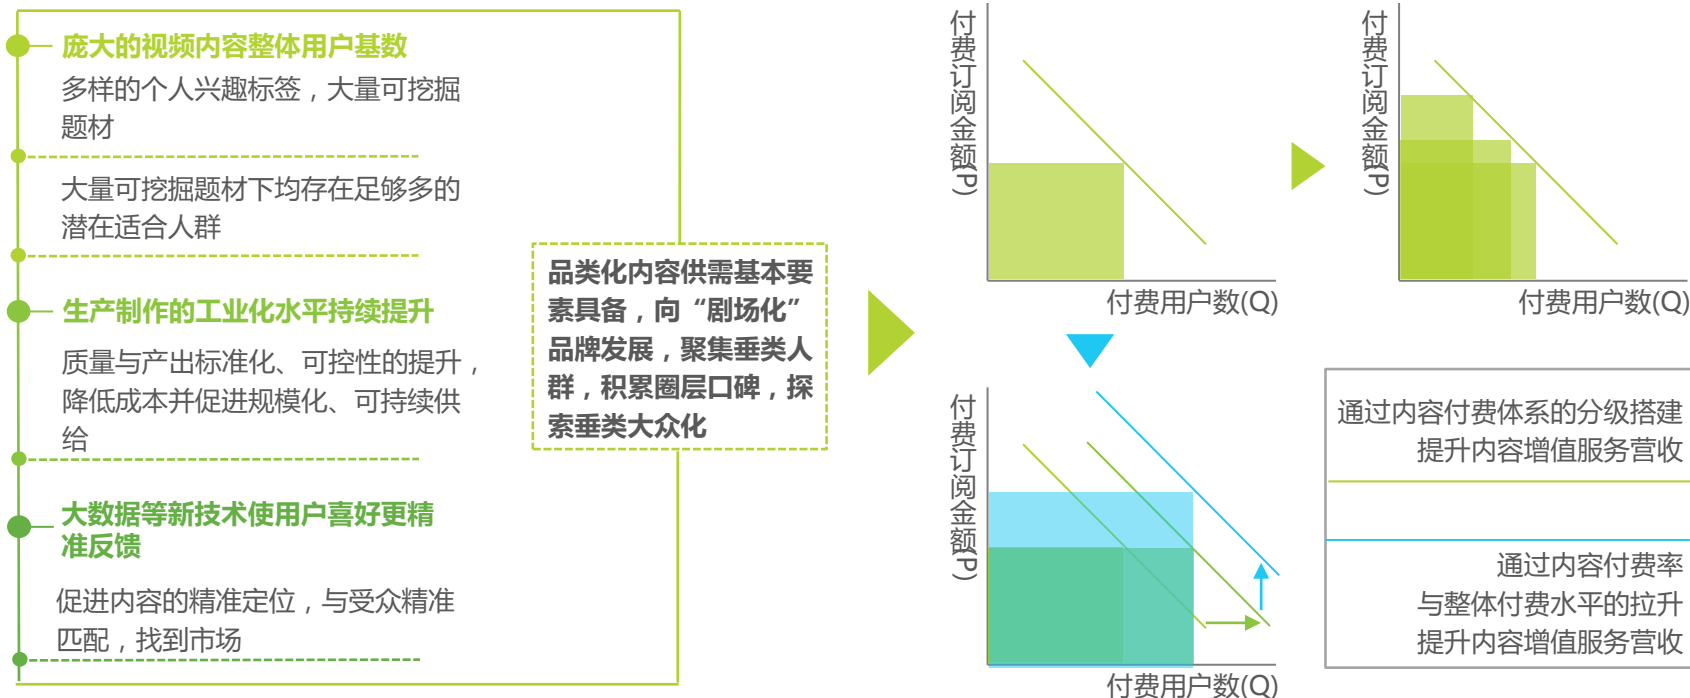 庞大的视频内容整体用户基数
多样的个人兴趣标签，大量可挖掘
题材
大量可挖掘题材下均存在足够多的
潜在适合人群
生产制作的工业化水平持续提升
质量与产出标准化、可控性的提升，
降低成本并促进规模化、可持续供
给
大数据等新技术使用户喜好更精
准反馈
促进内容的精准定位，与受众精准
匹配，找到市场
品类化内容供需基本要
素具备，向“剧场化”
品牌发展，聚集垂类人
群，积累圈层口碑，探
索垂类大众化
付费订阅金额(P)
付费用户数(Q)
付费订阅金额(P)
付费用户数(Q)
付费订阅金额(P)
付费用户数(Q)
通过内容付费体系的分级搭建
提升内容增值服务营收
通过内容付费率
与整体付费水平的拉升
提升内容增值服务营收